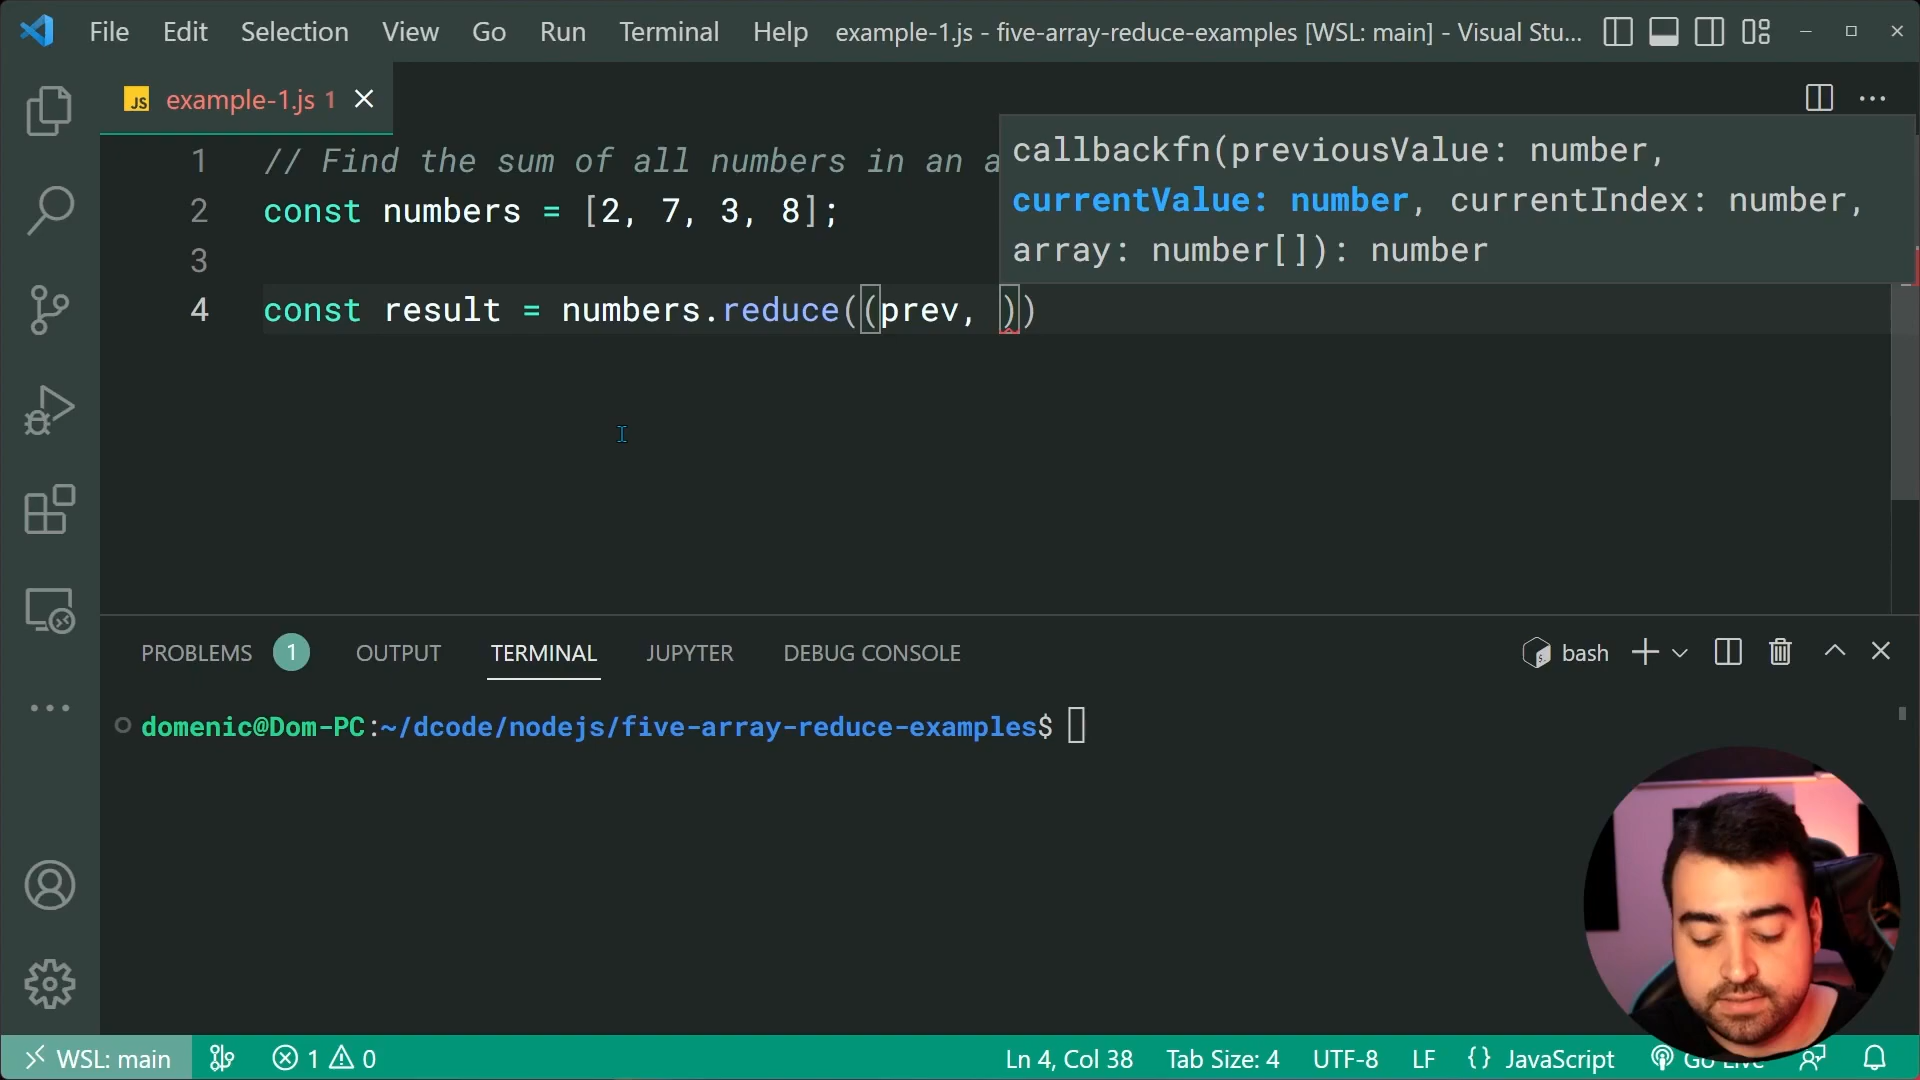 File Edit Selection View Go Run Terminal Help example-1.js - five-array-reduce-examples [WSL: main] - Visual Stu...
JS example-1.js 1
1 // Find the sum of all numbers in an a
2 const numbers = [2, 7, 3, 8];
3
4 const result = numbers.reduce((prev, ))
callbackfn(previousValue: number,
currentValue: number, currentIndex: number,
array: number[]): number
PROBLEMS 1 OUTPUT TERMINAL JUPYTER DEBUG CONSOLE bash
domenic@Dom-PC:~/dcode/nodejs/five-array-reduce-examples$
WSL: main 1 0 Ln 4, Col 38 Tab Size: 4 UTF-8 LF {} JavaScript Go Live